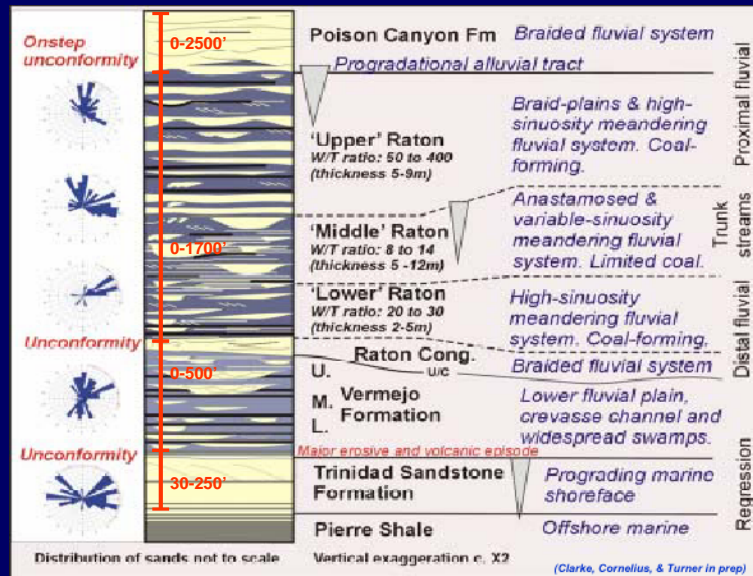 Onstep
unconformity
0-2500'
Poison Canyon Fm
Braided fluvial system
Progradational alluvial tract
'Upper' Raton
W/T ratio: 50 to 400
(thickness 5-9m)
Braid-plains & high-
sinuosity meandering
fluvial system. Coal-
forming.
Proximal fluvial
0-1700'
'Middle' Raton
W/T ratio: 8 to 14
(thickness 5 -12m)
Anastamosed &
variable-sinuosity
meandering fluvial
system. Limited coal.
Trunk
streams
'Lower' Raton
W/T ratio: 20 to 30
(thickness 2-5m)
High-sinuosity
meandering fluvial
system. Coal-forming.
Distal fluvial
Unconformity
0-500'
Raton Cong.
U/C
Braided fluvial system
U.
M.
L.
Vermejo
Formation
Lower fluvial plain,
crevasse channel and
widespread swamps.
Unconformity
Major erosive and volcanic episode
30-250'
Trinidad Sandstone
Formation
Prograding marine
shoreface
Regression
Pierre Shale
Offshore marine
Distribution of sands not to scale
Vertical exaggeration c. X2
(Clarke, Cornelius, & Turner in prep)